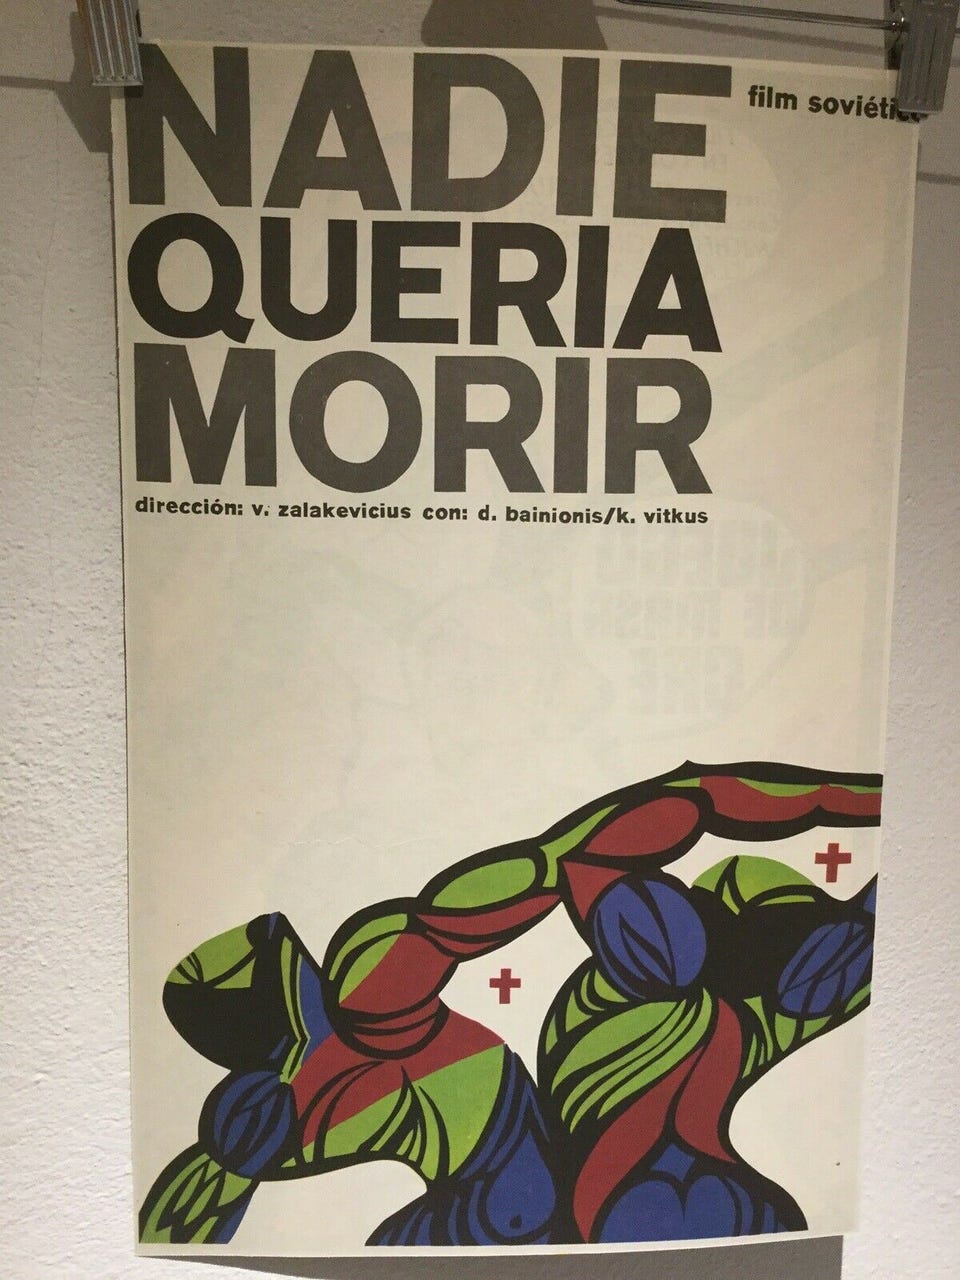 NADIE
film soviético
QUERIA
MORIR
dirección: v. zalakevicius con: d. bainionis/k. vitkus